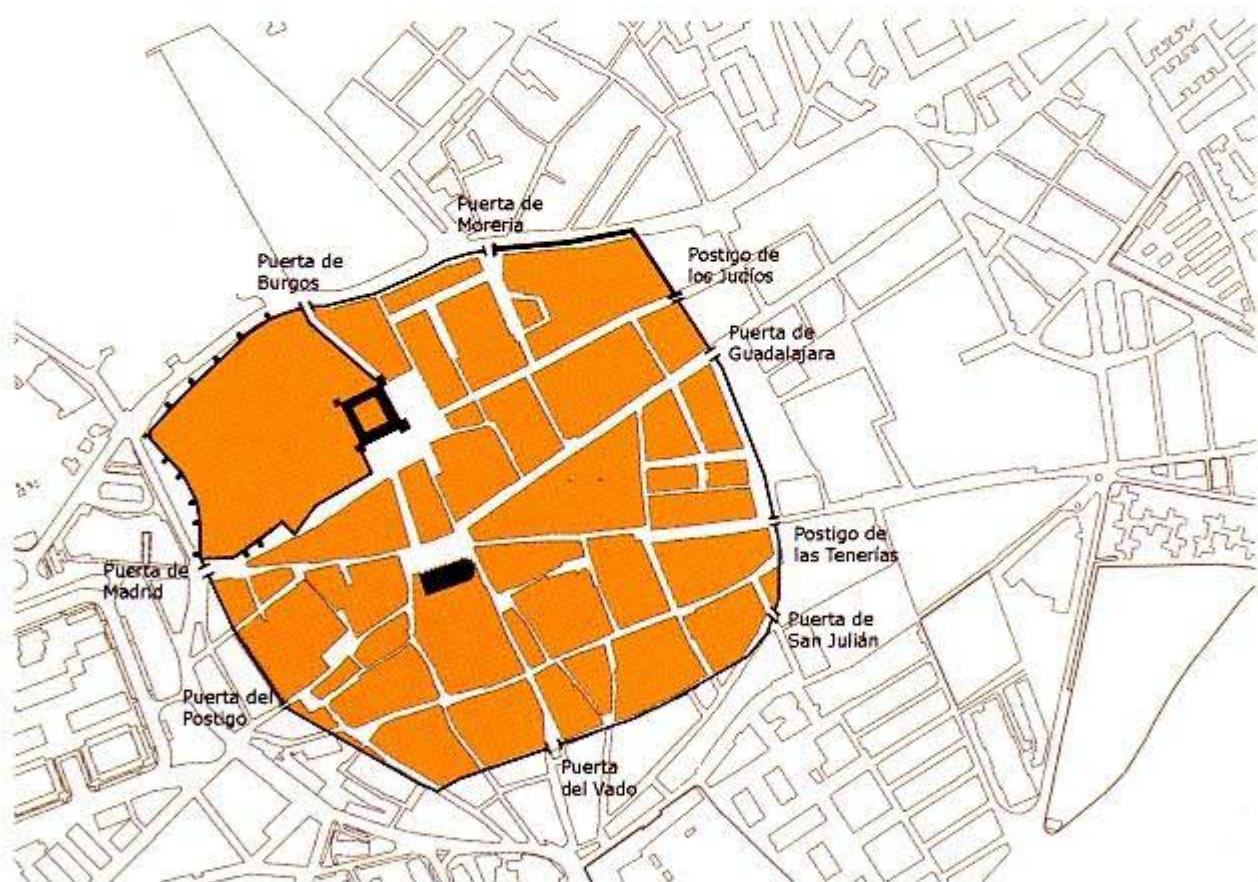 Puerta de
Morería
Puerta de
Burgos
Postigo de
los Judíos
Puerta de
Guadalajara
Postigo de
las Tenerías
Puerta de
Madrid
Puerta de
San Julián
Puerta del
Postigo
Puerta
del Vado